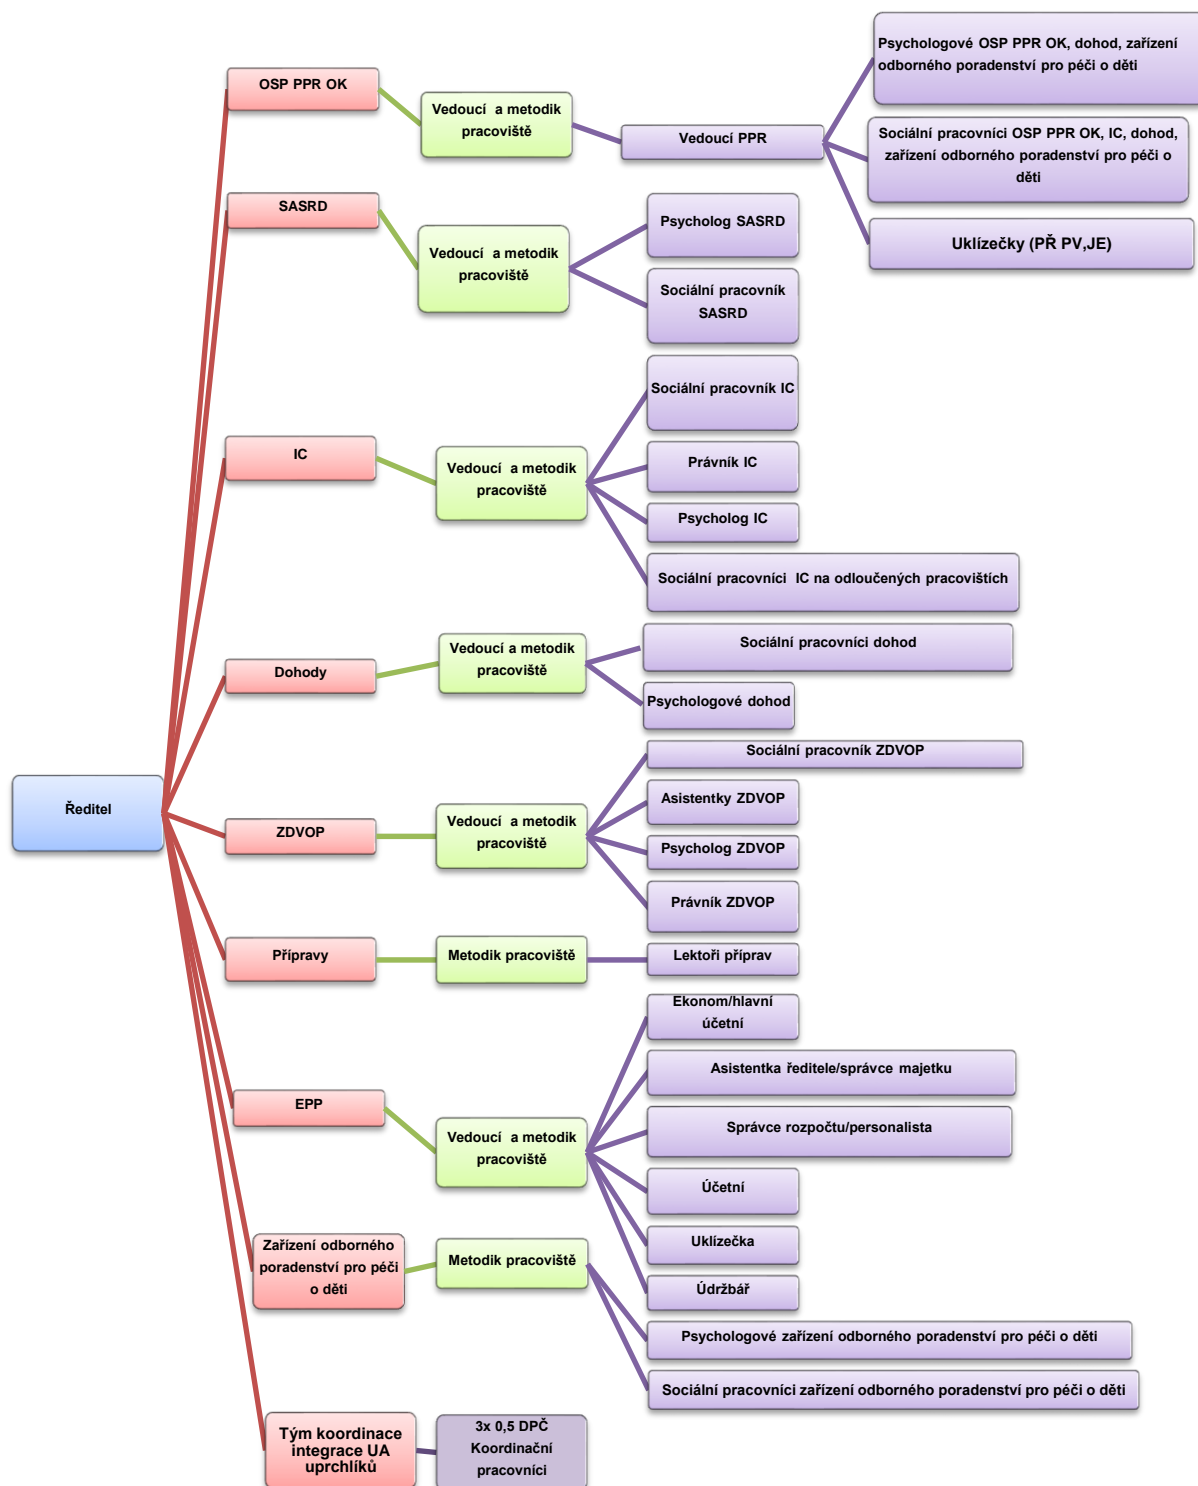 Ředitel
OSP PPR OK
Vedoucí a metodik
pracoviště
Vedoucí PPR
Psychologové OSP PPR OK, dohod, zařízení
odborného poradenství pro péči o děti
Sociální pracovníci OSP PPR OK, IC, dohod,
zařízení odborného poradenství pro péči o
děti
Uklízečky (PŘ PV,JE)
SASRD
Vedoucí a metodik
pracoviště
Psycholog SASRD
Sociální pracovník
SASRD
IC
Vedoucí a metodik
pracoviště
Sociální pracovník IC
Právník IC
Psycholog IC
Sociální pracovníci IC na odloučených pracovištích
Dohody
Vedoucí a metodik
pracoviště
Sociální pracovníci dohod
Psychologové dohod
ZDVOP
Vedoucí a metodik
pracoviště
Sociální pracovník ZDVOP
Asistentky ZDVOP
Psycholog ZDVOP
Právník ZDVOP
Přípravy
Metodik pracoviště
Lektoři příprav
EPP
Vedoucí a metodik
pracoviště
Ekonom/hlavní
účetní
Asistentka ředitele/správce majetku
Správce rozpočtu/personalista
Účetní
Uklízečka
Údržbář
Zařízení odborného
poradenství pro péči
o děti
Metodik pracoviště
Psychologové zařízení odborného poradenství pro péči o děti
Sociální pracovníci zařízení odborného poradenství pro péči o děti
Tým koordinace
integrace UA
uprchlíků
3x 0,5 DPČ
Koordinační
pracovníci